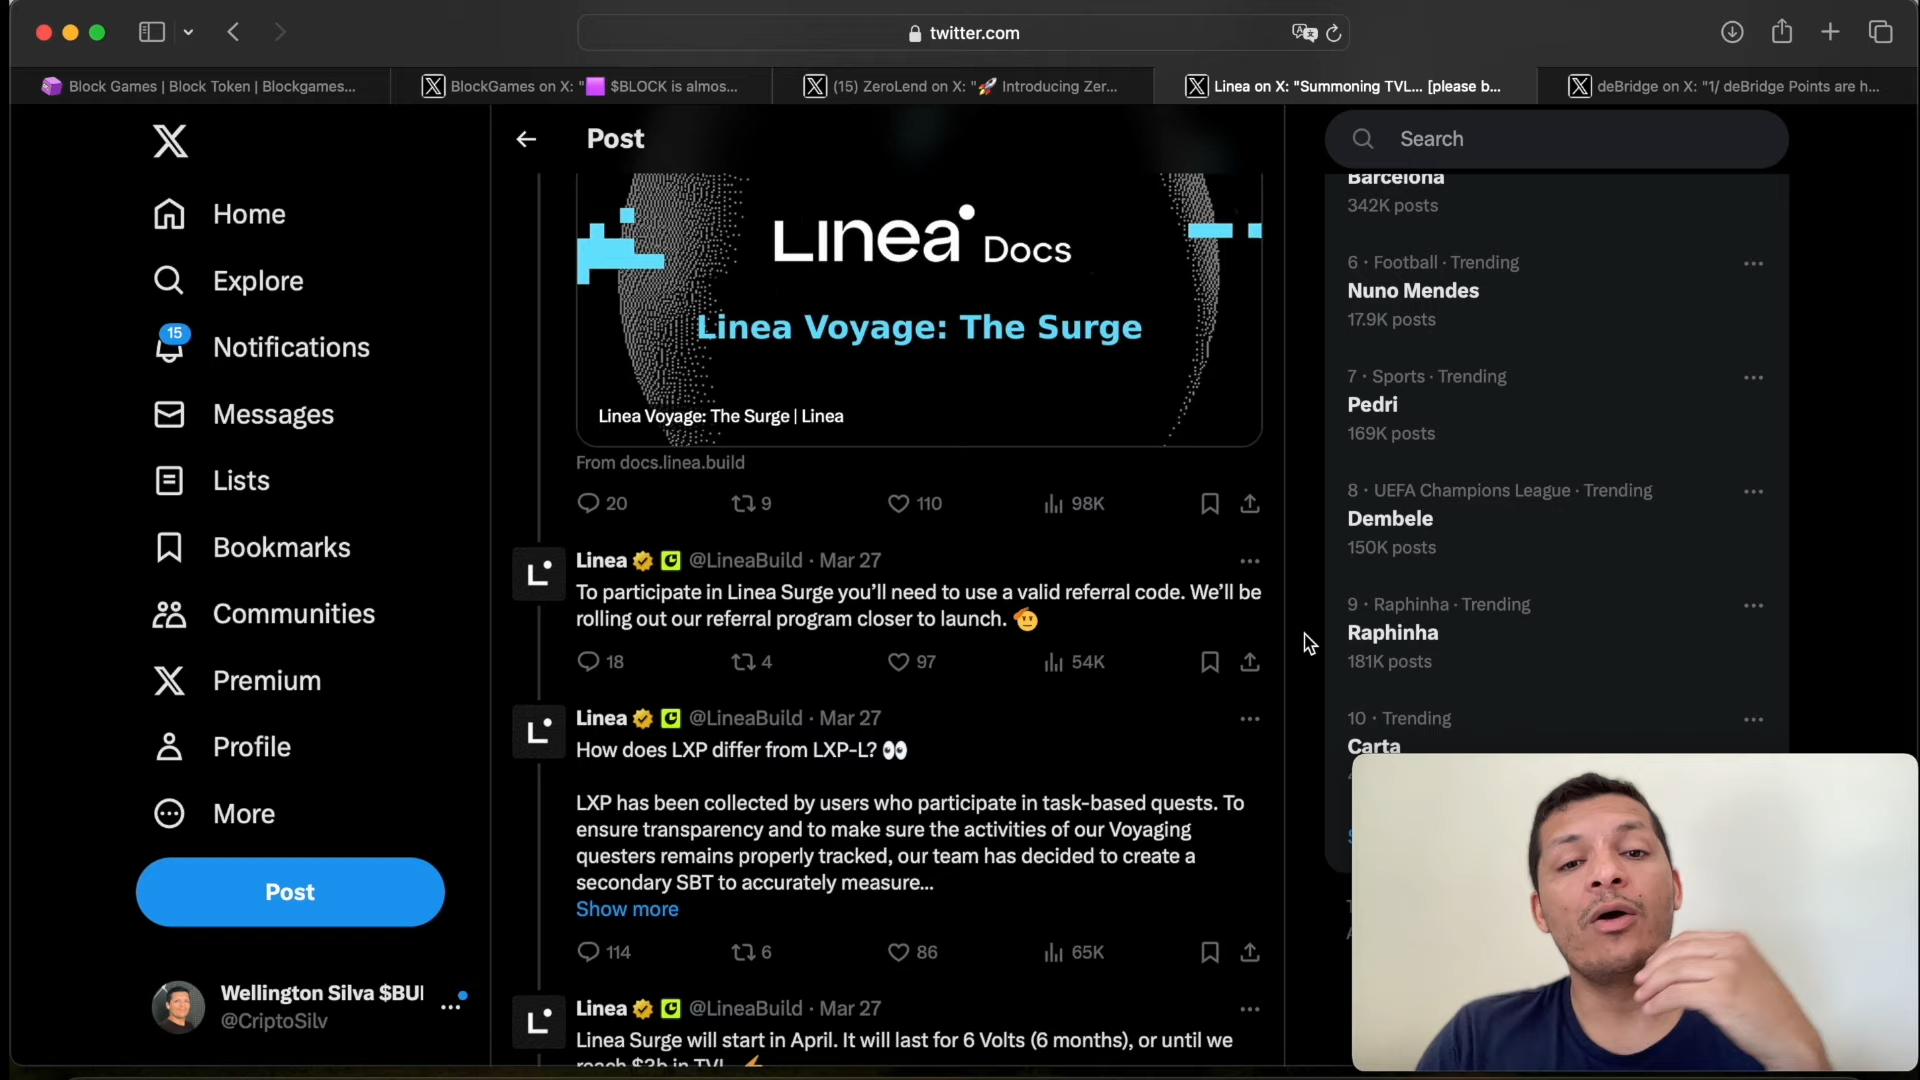 twitter.com
Block Games | Block Token | Blockgames...
BlockGames on X: "🟪 $BLOCK is almos...
(15) ZeroLend on X: "🚀 Introducing Zer...
Linea on X: "Summoning TVL... [please b...
deBridge on X: "1/ deBridge Points are h...
Home
Explore
15
Notifications
Messages
Lists
Bookmarks
Communities
Premium
Profile
More
Post
Wellington Silva $BUI
@CriptoSilv
Post
Linea Docs
Linea Voyage: The Surge
Linea Voyage: The Surge | Linea
From docs.linea.build
20 9 110 98K
Linea @LineaBuild · Mar 27
To participate in Linea Surge you’ll need to use a valid referral code. We’ll be
rolling out our referral program closer to launch. 🫡
18 4 97 54K
Linea @LineaBuild · Mar 27
How does LXP differ from LXP-L? 👀
LXP has been collected by users who participate in task-based quests. To
ensure transparency and to make sure the activities of our Voyaging
questers remains properly tracked, our team has decided to create a
secondary SBT to accurately measure...
Show more
114 6 86 65K
Linea @LineaBuild · Mar 27
Linea Surge will start in April. It will last for 6 Volts (6 months), or until we
reach $3b in TVL. ⚡
Search
Barcelona
342K posts
6 · Football · Trending
Nuno Mendes
17.9K posts
7 · Sports · Trending
Pedri
169K posts
8 · UEFA Champions League · Trending
Dembele
150K posts
9 · Raphinha · Trending
Raphinha
181K posts
10 · Trending
Carta